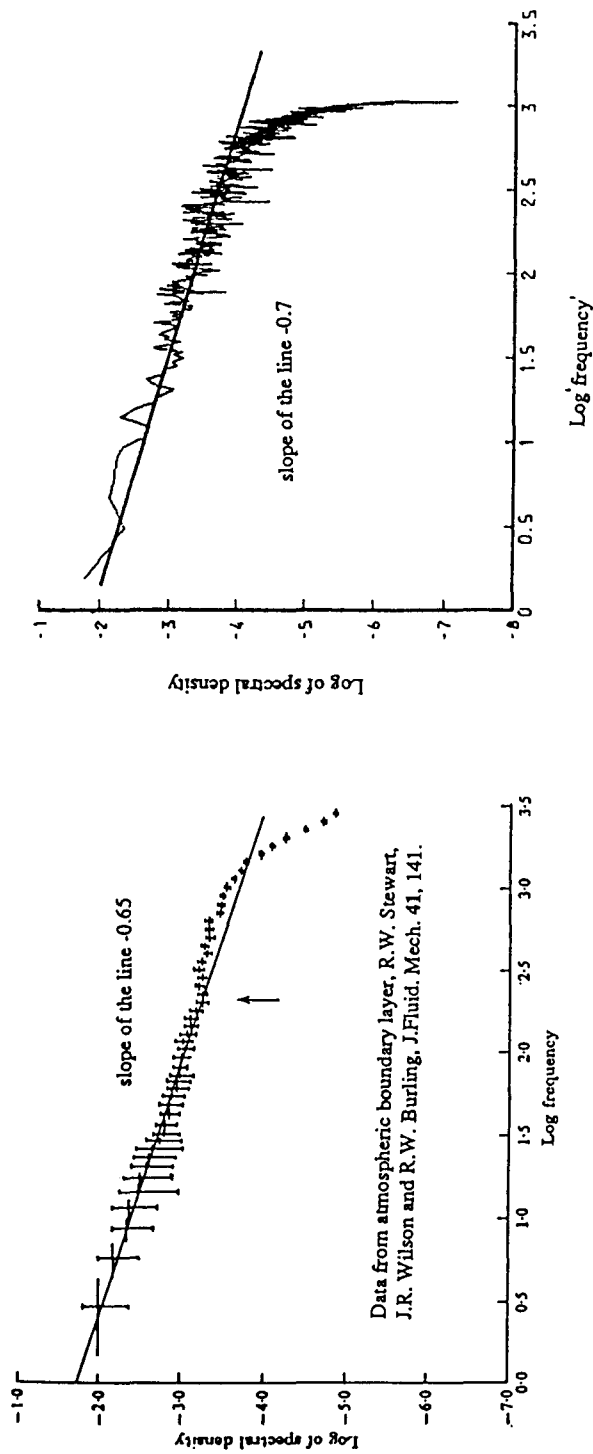 Log of spectral density
-1·0
-2·0
-3·0
-4·0
-5·0
-6·0
-7·0
slope of the line -0.65
Data from atmospheric boundary layer, R.W. Stewart,
J.R. Wilson and R.W. Burling, J.Fluid. Mech. 41, 141.
0·0 0·5 1·0 1·5 2·0 2·5 3·0 3·5
Log frequency
Log of spectral density
-1
-2
-3
-4
-5
-6
-7
-8
slope of the line -0.7
0 0.5 1 1.5 2 2.5 3 3.5
Log 'frequency'